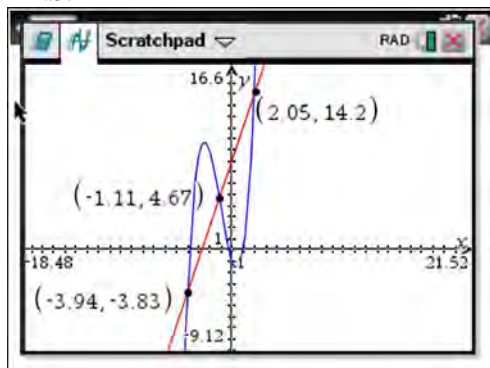 Scratchpad RAD
16.6 y
(2.05, 14.2)
(-1.11, 4.67)
1 x
-18.48 1 21.52
(-3.94, -3.83)
-9.12